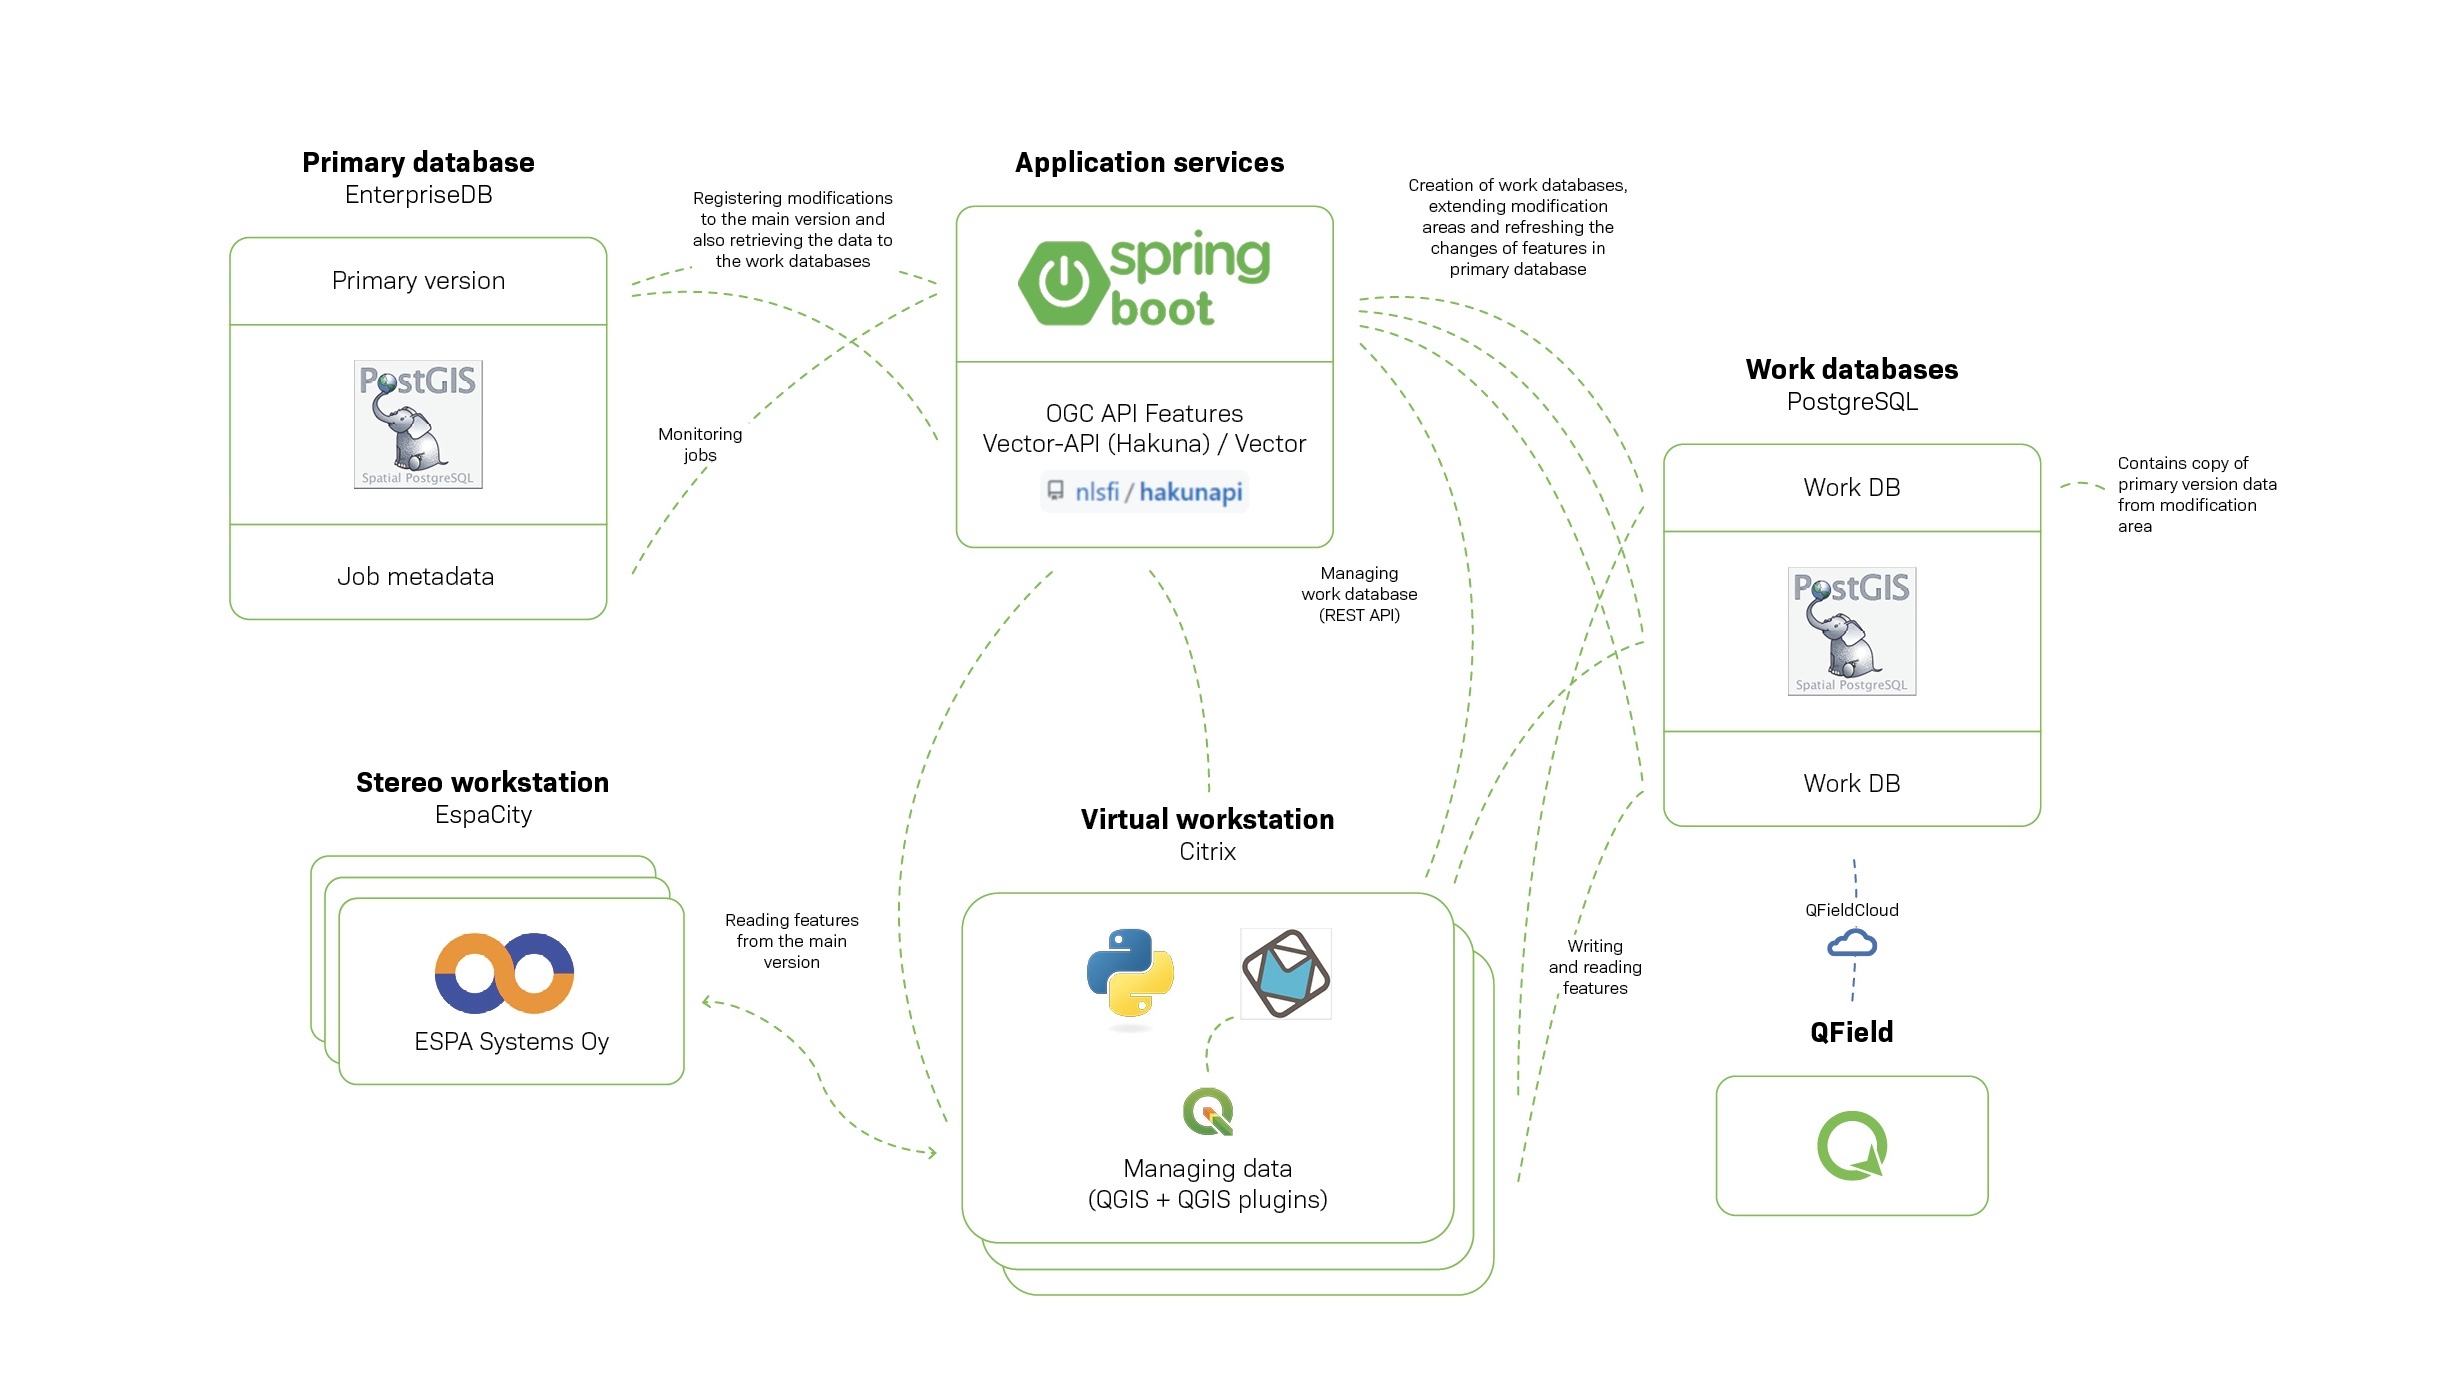 Primary database
EnterpriseDB
Primary version
PostGIS
Spatial PostgreSQL
Job metadata
Registering modifications
to the main version and
also retrieving the data to
the work databases
Monitoring
jobs
Application services
spring
boot
OGC API Features
Vector-API (Hakuna) / Vector
nlsfi / hakunapi
Creation of work databases,
extending modification
areas and refreshing the
changes of features in
primary database
Managing
work database
(REST API)
Work databases
PostgreSQL
Work DB
PostGIS
Spatial PostgreSQL
Work DB
Contains copy of
primary version data
from modification
area
Stereo workstation
EspaCity
ESPA Systems Oy
Reading features
from the main
version
Virtual workstation
Citrix
Managing data
(QGIS + QGIS plugins)
Writing
and reading
features
QFieldCloud
QField